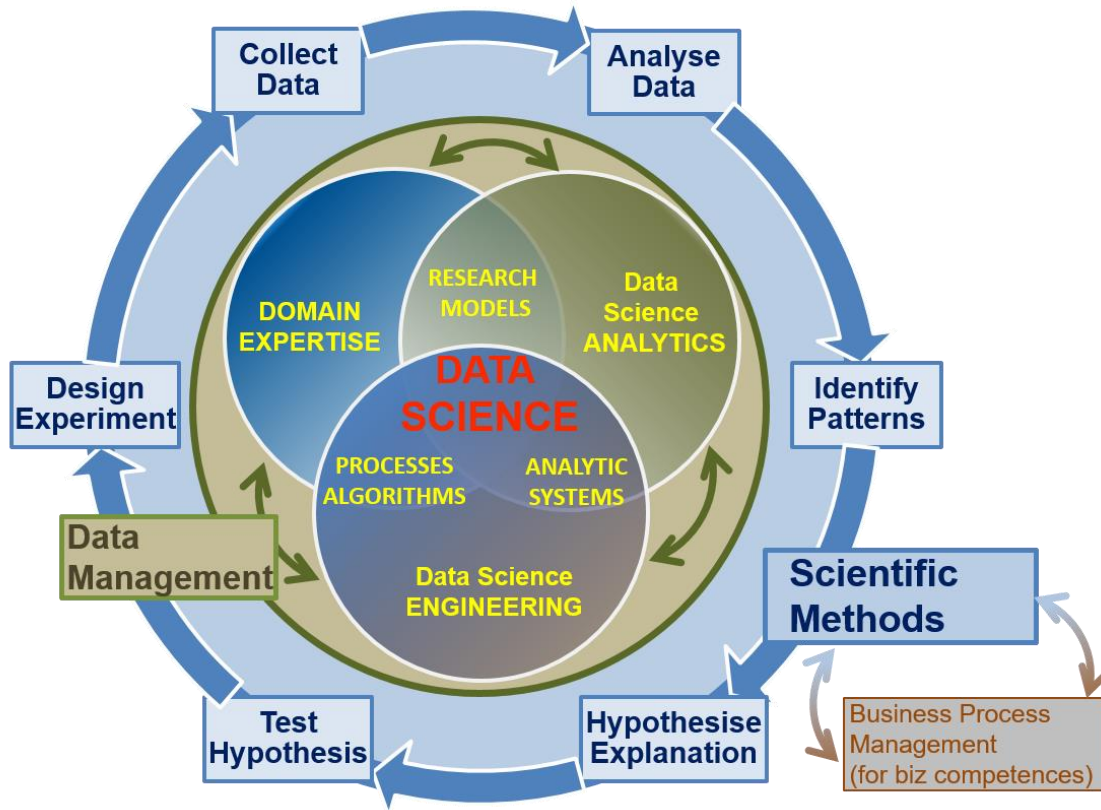 Collect
Data
Analyse
Data
RESEARCH
MODELS
Data
Science
ANALYTICS
DOMAIN
EXPERTISE
DATA
SCIENCE
Design
Experiment
Identify
Patterns
PROCESSES
ALGORITHMS
ANALYTIC
SYSTEMS
Data
Management
Data Science
ENGINEERING
Scientific
Methods
Test
Hypothesis
Hypothesise
Explanation
Business Process
Management
(for biz competences)